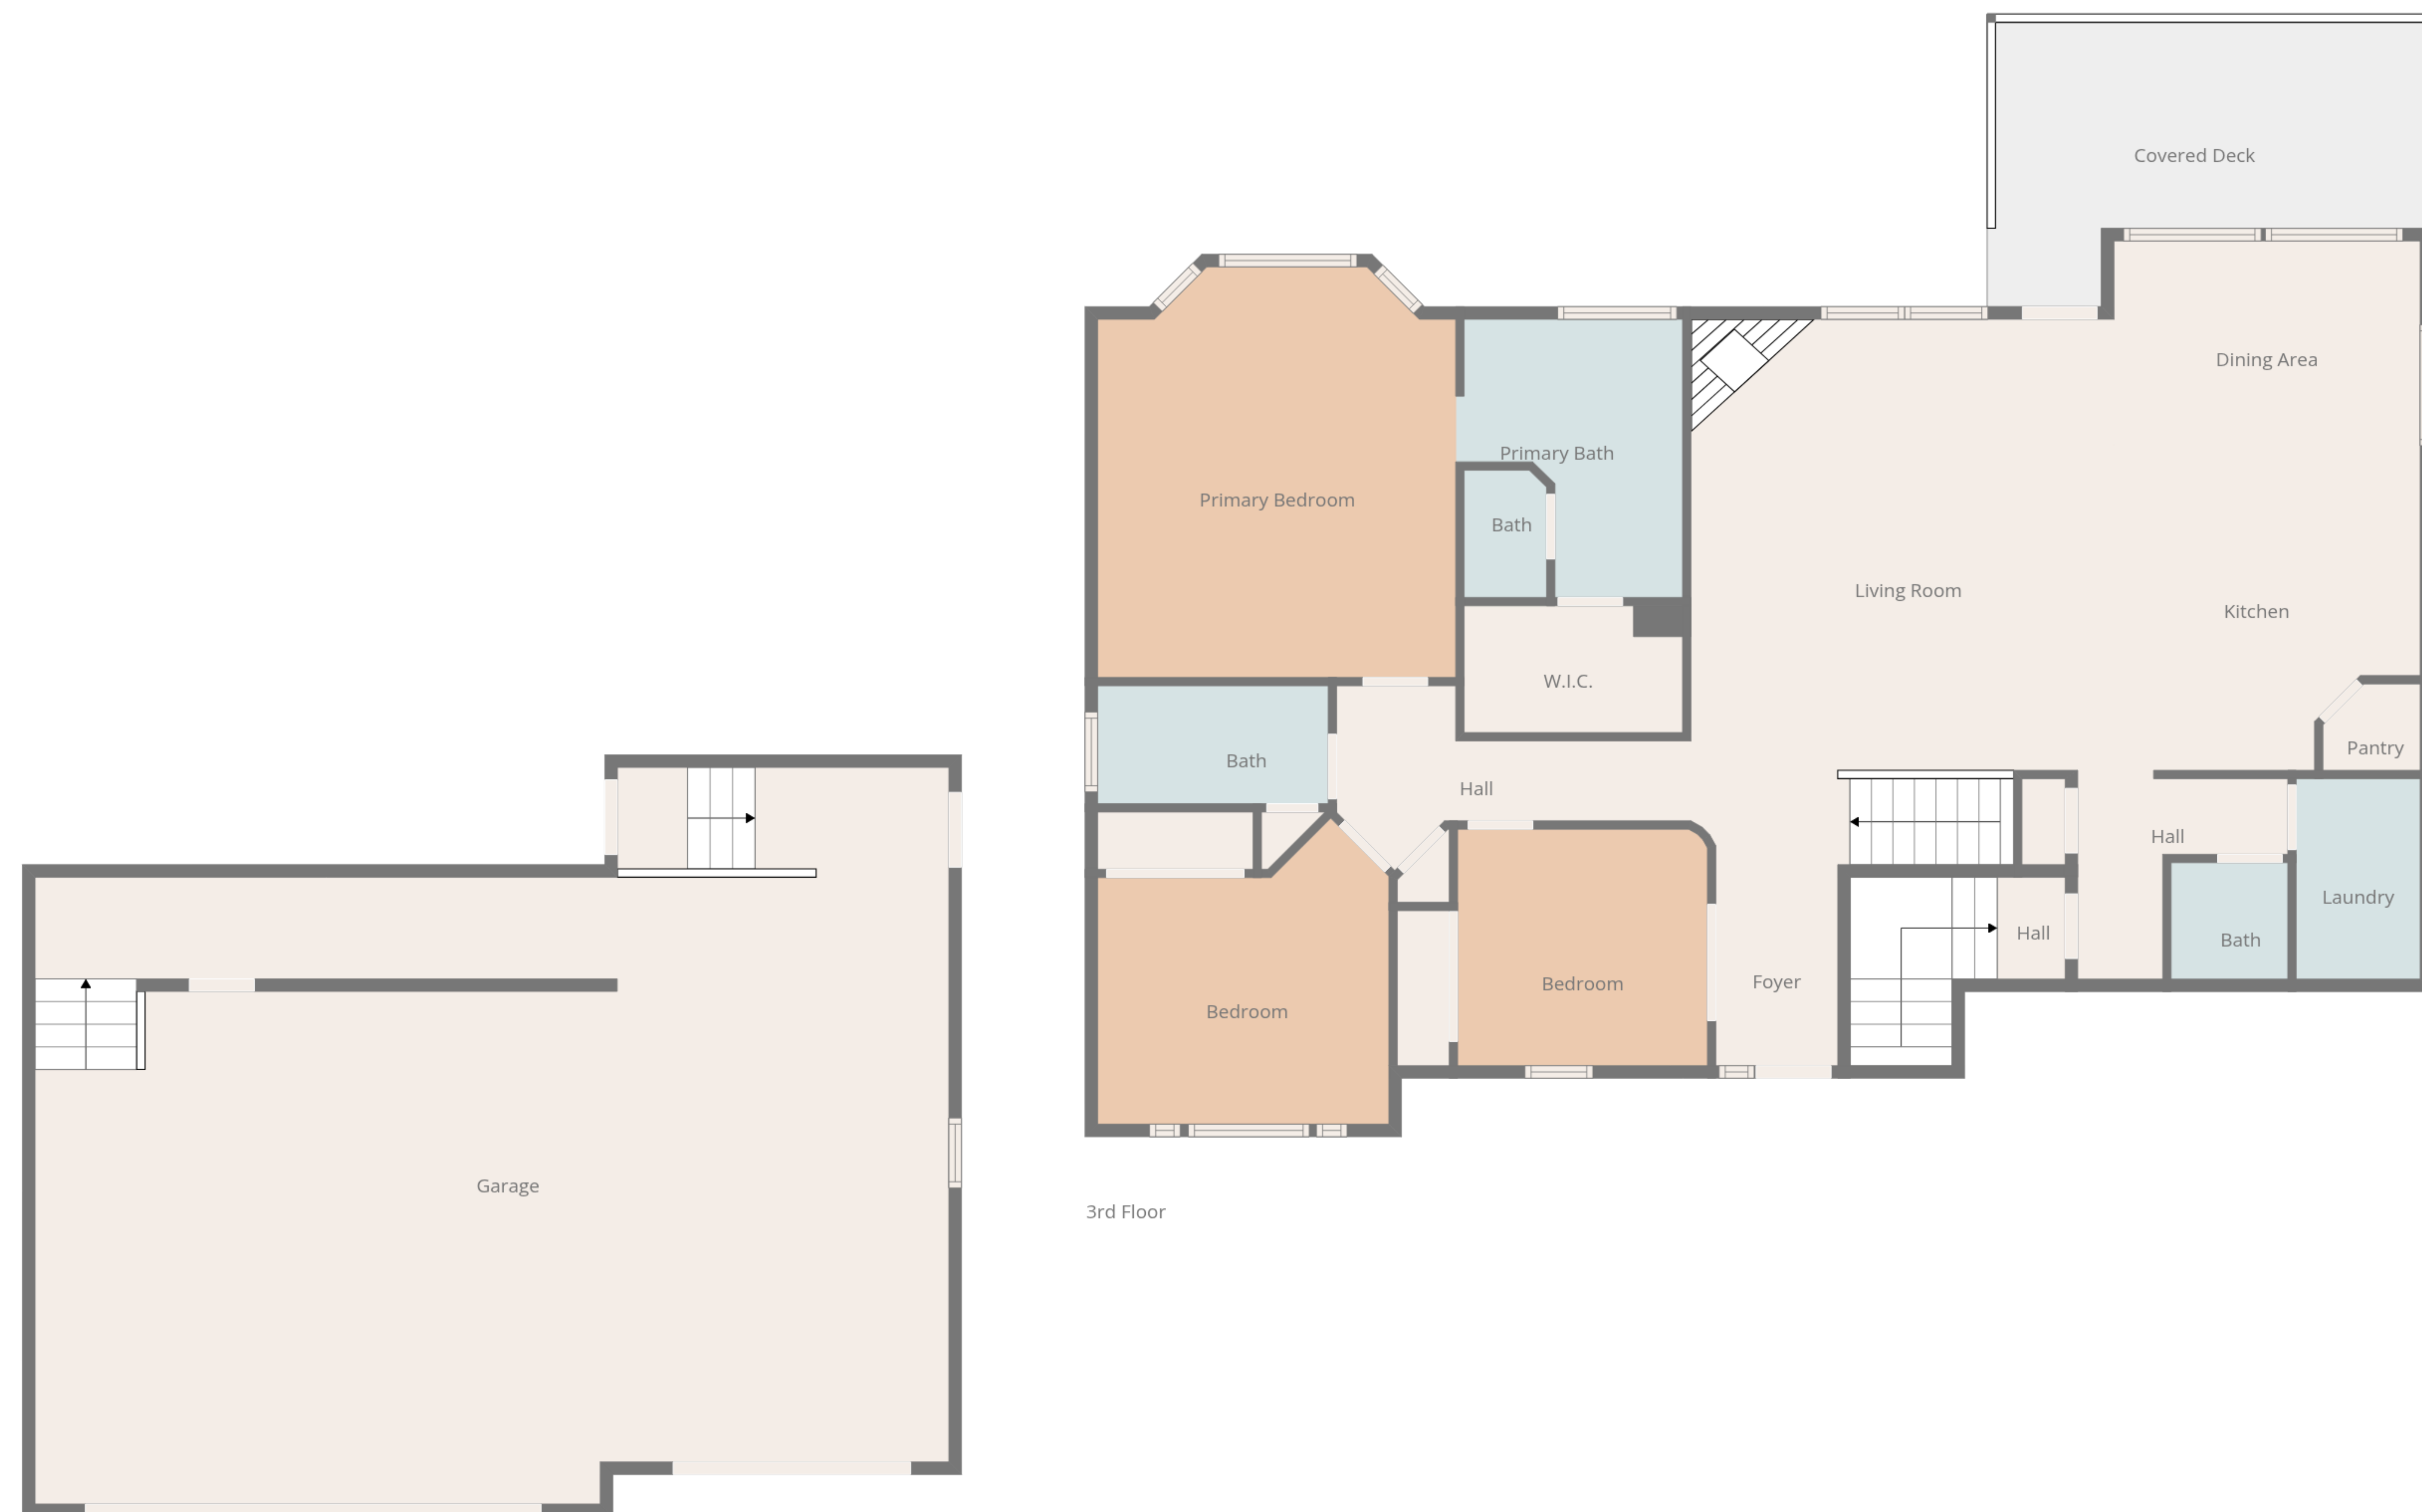 Covered Deck
Dining Area
Primary Bath
Primary Bedroom
Bath
Living Room
Kitchen
W.I.C.
Pantry
Bath
Hall
Hall
Laundry
Hall
Bath
Foyer
Bedroom
Bedroom
Garage
3rd Floor